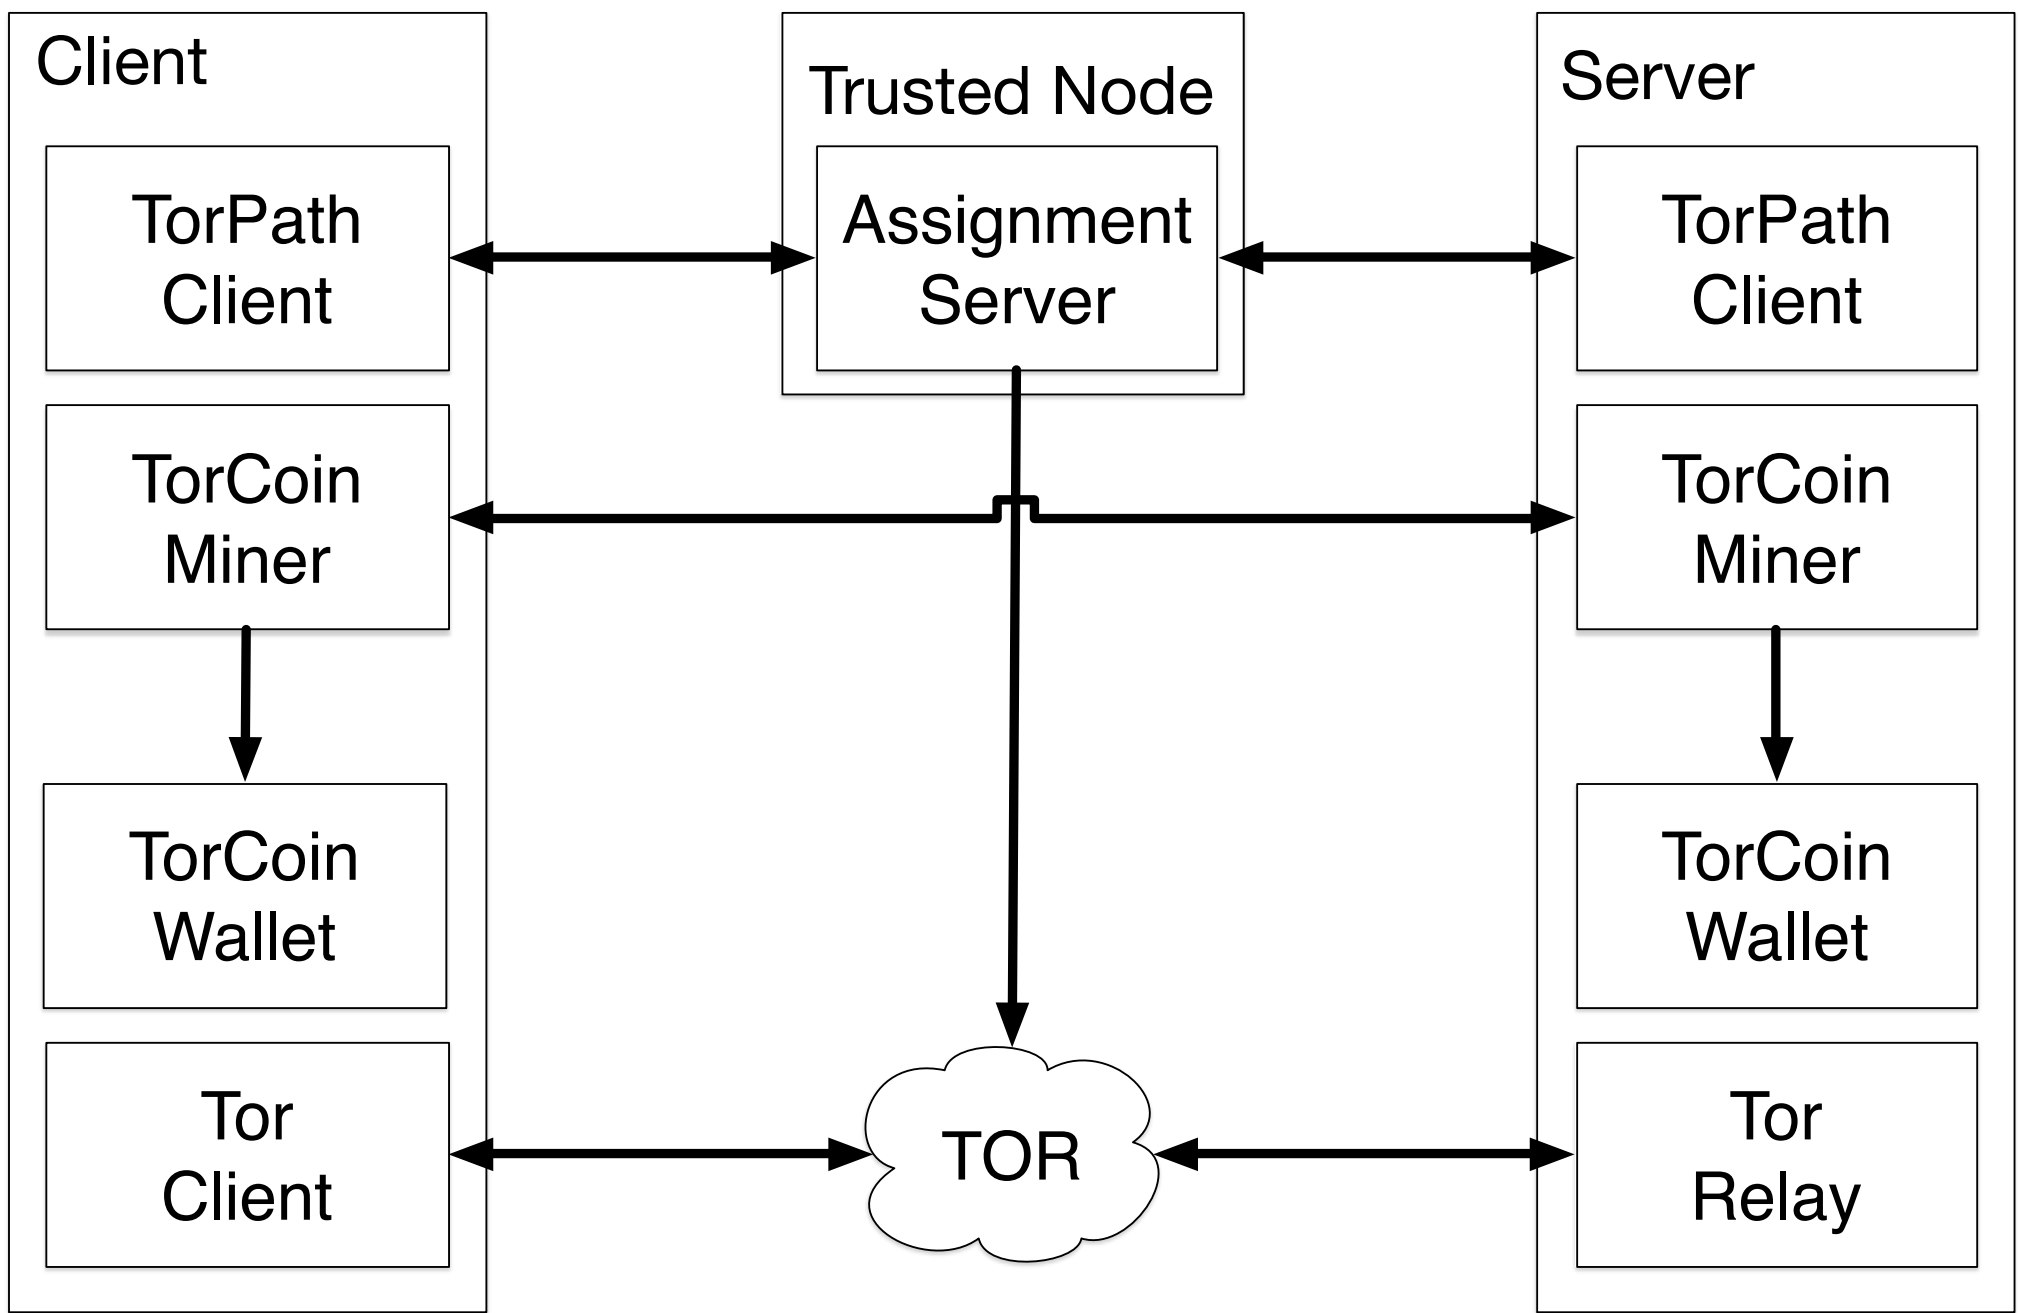 Client
TorPath
Client
TorCoin
Miner
TorCoin
Wallet
Tor
Client
Trusted Node
Assignment
Server
TOR
Server
TorPath
Client
TorCoin
Miner
TorCoin
Wallet
Tor
Relay